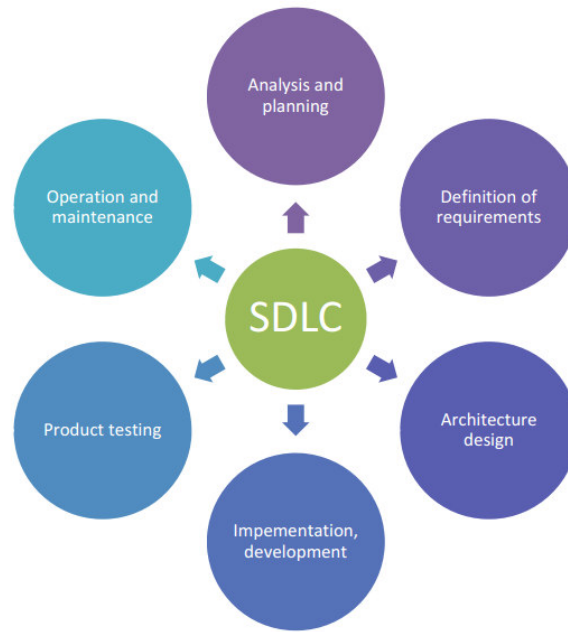 Analysis and
planning
Definition of
requirements
Architecture
design
Impementation,
development
Product testing
Operation and
maintenance
SDLC